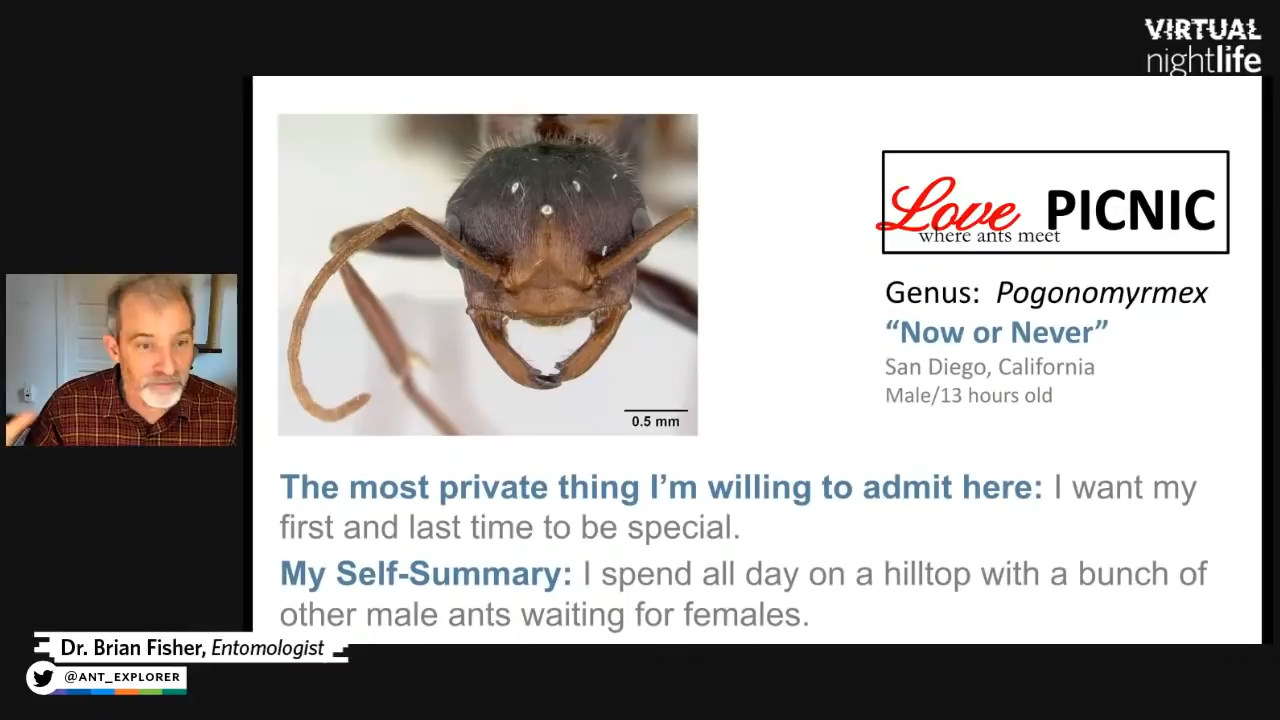 VIRTUAL
nightlife
Love PICNIC
where ants meet
Genus: Pogonomyrmex
“Now or Never”
San Diego, California
Male/13 hours old
0.5 mm
The most private thing I’m willing to admit here: I want my
first and last time to be special.
My Self-Summary: I spend all day on a hilltop with a bunch of
other male ants waiting for females.
Dr. Brian Fisher, Entomologist
@ANT_EXPLORER